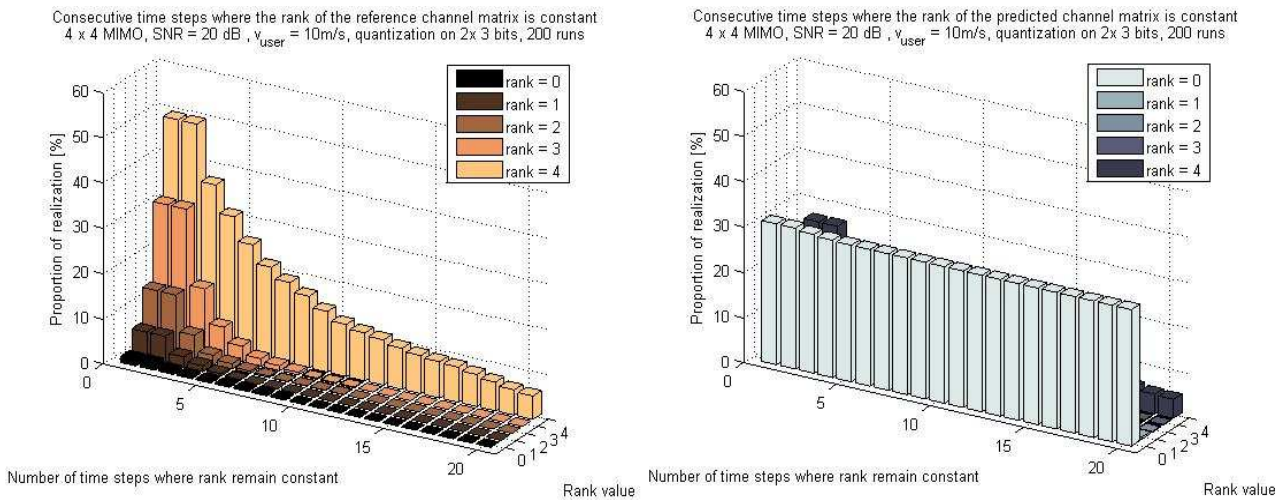 Consecutive time steps where the rank of the reference channel matrix is constant
4 x 4 MIMO, SNR = 20 dB , v_user = 10m/s, quantization on 2x 3 bits, 200 runs
rank = 0
rank = 1
rank = 2
rank = 3
rank = 4
Proportion of realization [%]
60
50
40
30
20
10
0
0
5
10
15
20
0
1
2
3
4
Number of time steps where rank remain constant
Rank value
Consecutive time steps where the rank of the predicted channel matrix is constant
4 x 4 MIMO, SNR = 20 dB , v_user = 10m/s, quantization on 2x 3 bits, 200 runs
rank = 0
rank = 1
rank = 2
rank = 3
rank = 4
Proportion of realization [%]
60
50
40
30
20
10
0
0
5
10
15
20
0
1
2
3
4
Number of time steps where rank remain constant
Rank value